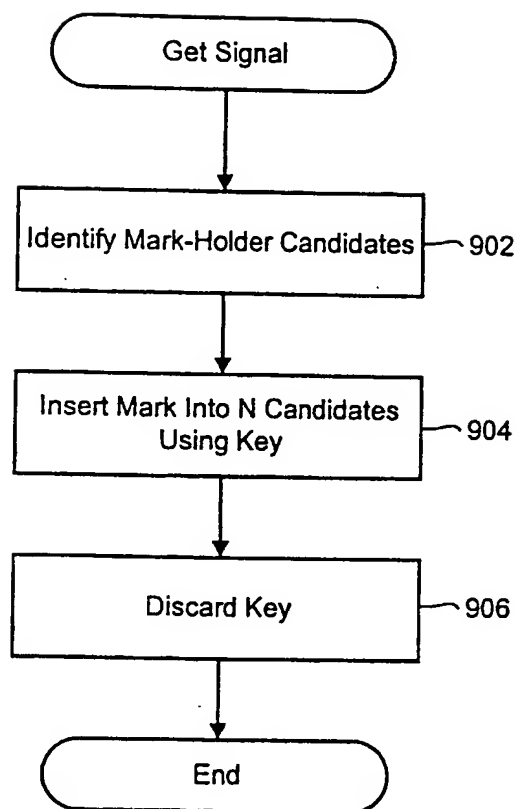 Get Signal
Identify Mark-Holder Candidates
902
Insert Mark Into N Candidates
Using Key
904
Discard Key
906
End